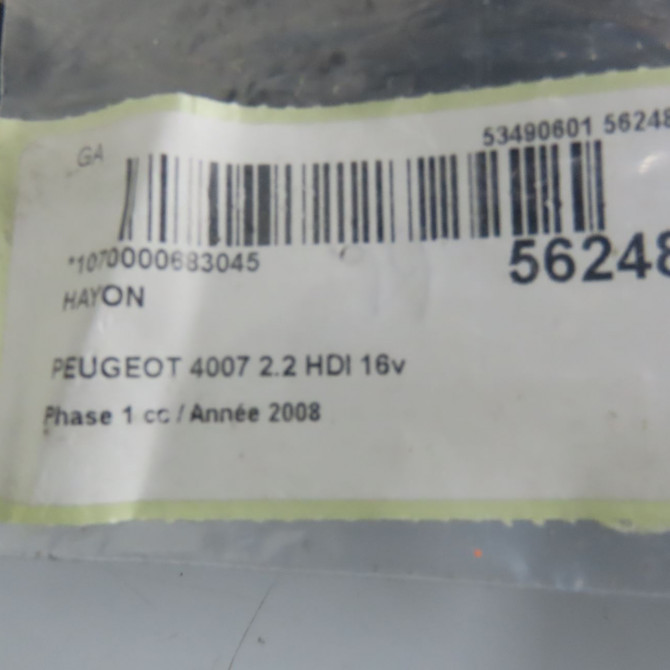 53490601 56248
GA
*1070000683045
56248
HAYON
PEUGEOT 4007 2.2 HDI 16v
Phase 1 cc / Année 2008